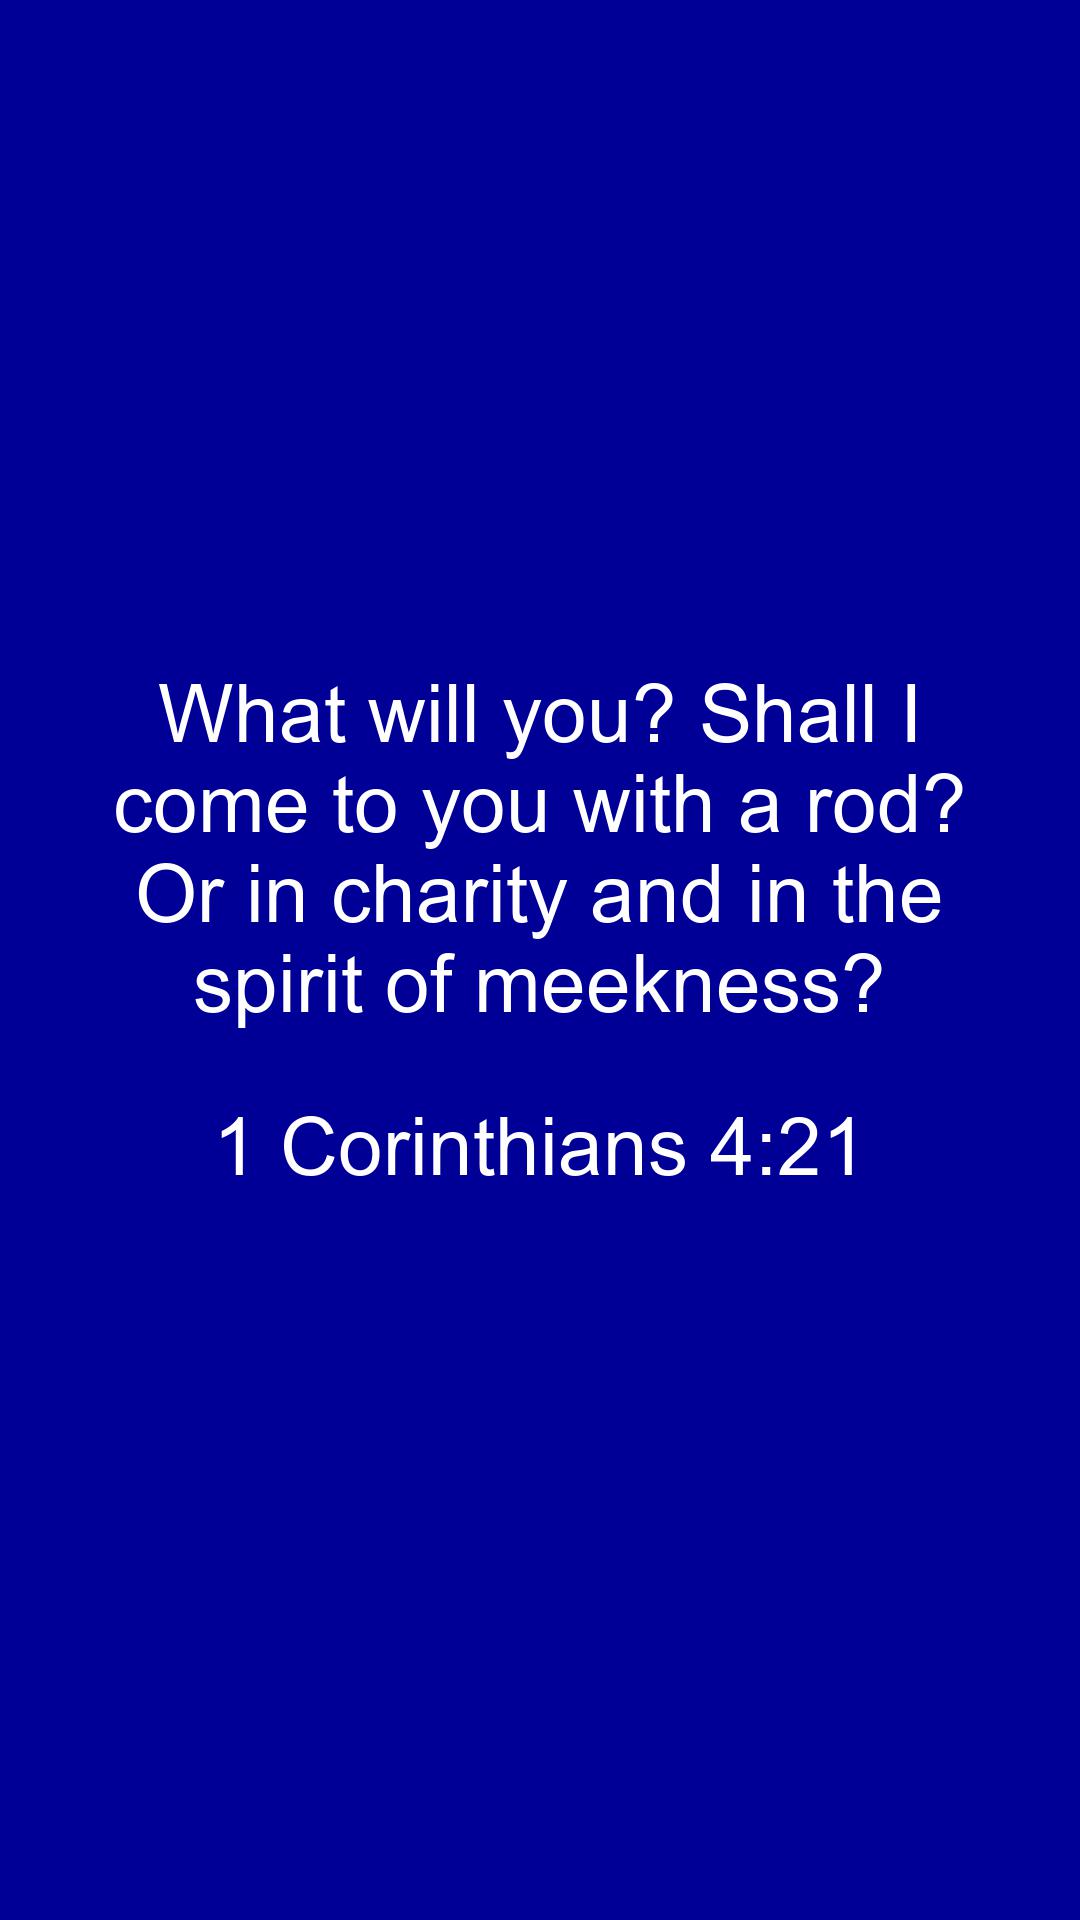 What will you? Shall I
come to you with a rod?
Or in charity and in the
spirit of meekness?
1 Corinthians 4:21